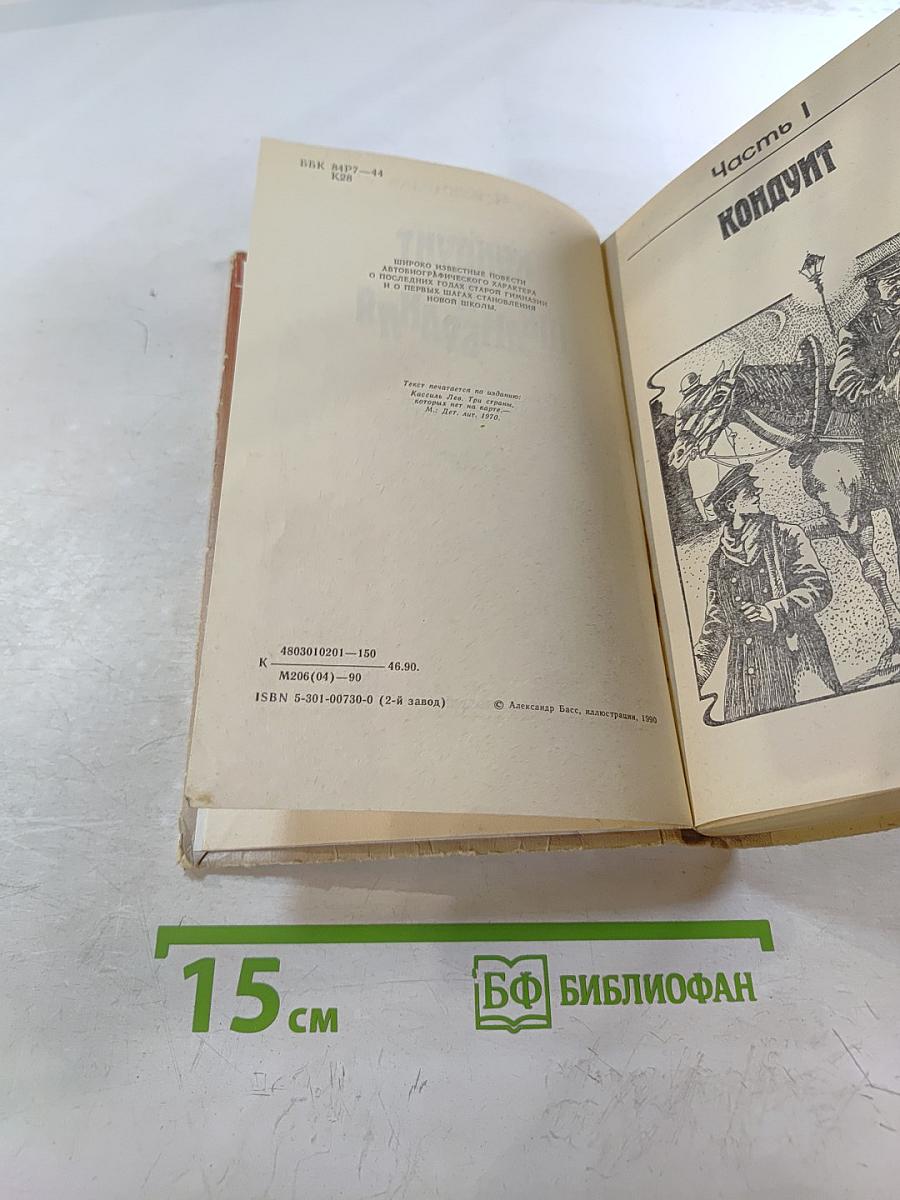 ББК 84Р7—44
К28
ШИРОКО ИЗВЕСТНЫЕ ПОВЕСТИ
АВТОБИОГРАФИЧЕСКОГО ХАРАКТЕРА
О ПОСЛЕДНИХ ГОДАХ СТАРОЙ ГИМНАЗИИ
И О ПЕРВЫХ ШАГАХ СТАНОВЛЕНИЯ
НОВОЙ ШКОЛЫ.
Текст печатается по изданию:
Кассиль Лев. Три страны,
которых нет на карте.—
М.: Дет. лит. 1970.
4803010201—150
К 46.90.
М206(04)—90
ISBN 5-301-00730-0 (2-й завод)
© Александр Басс, иллюстрации, 1990
Часть I
КОНДУИТ
15 см
БФ БИБЛИОФАН